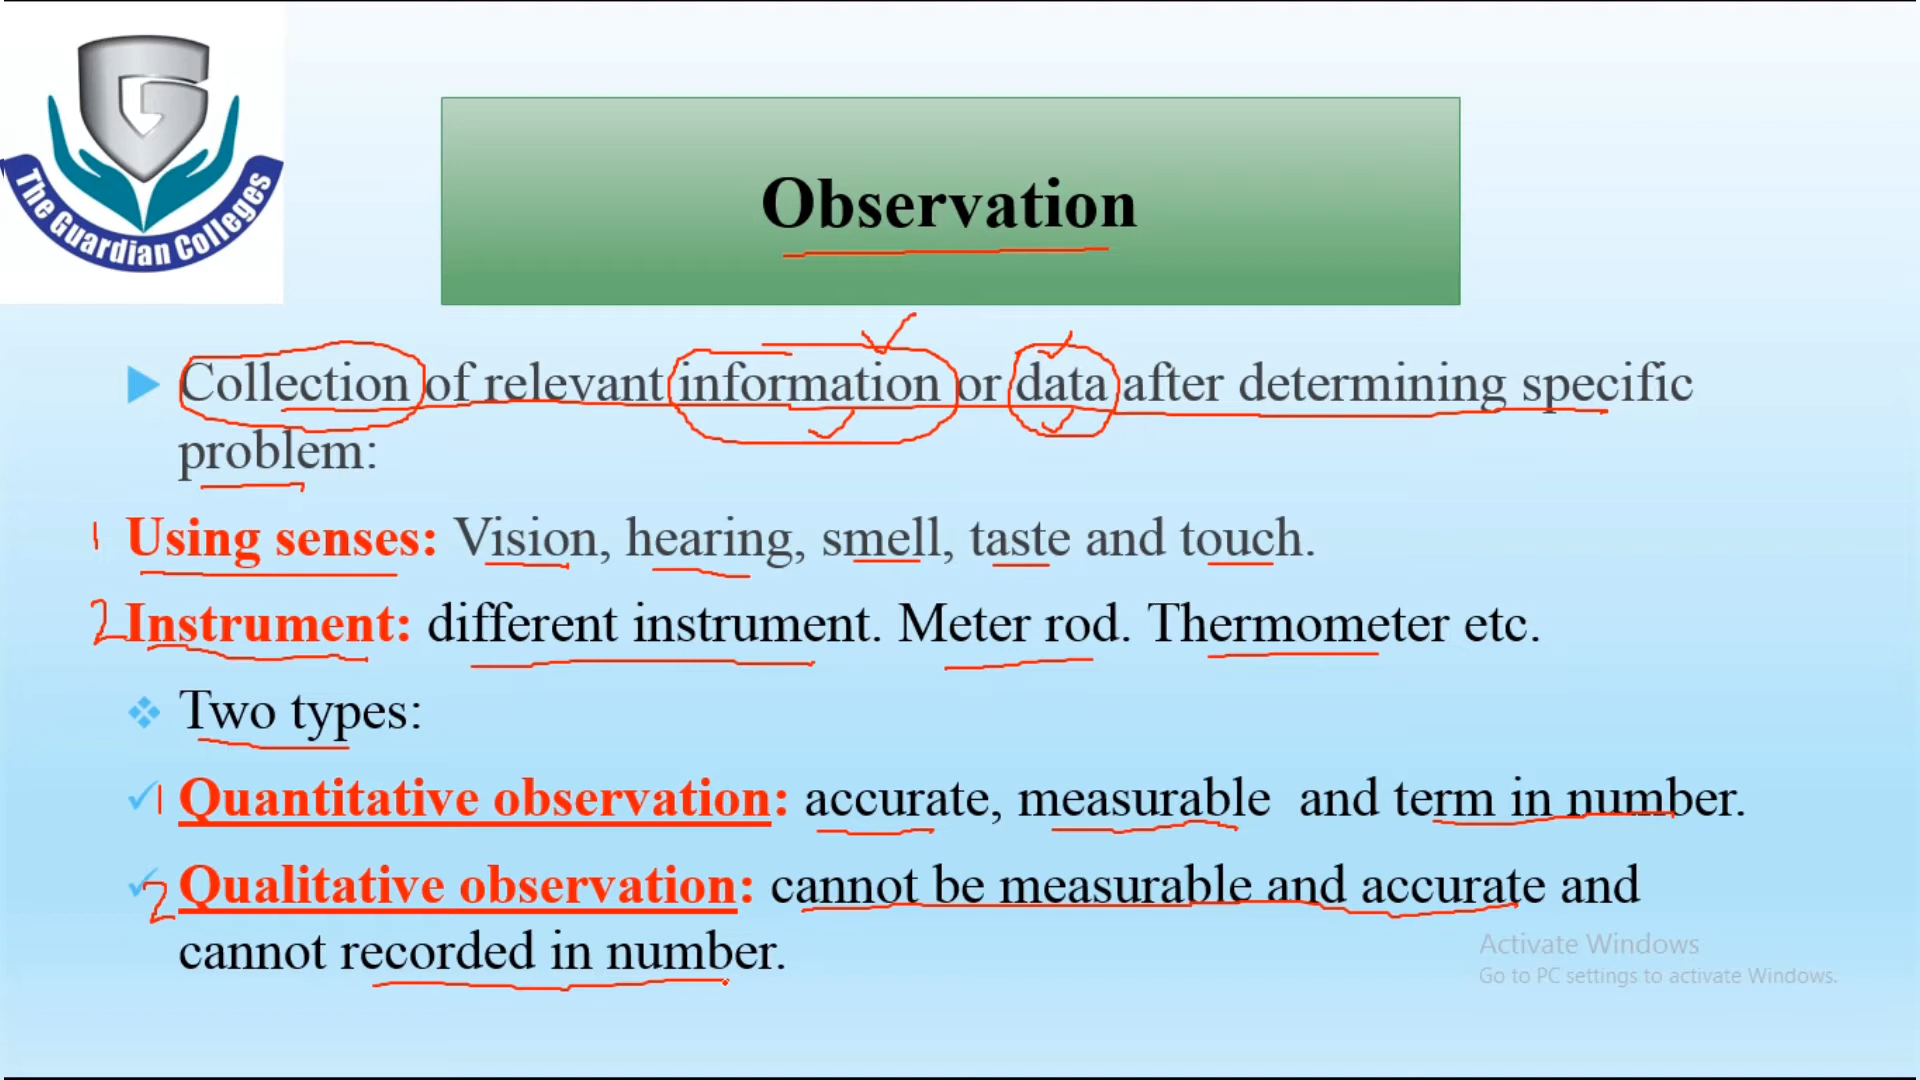 The Guardian Colleges
Observation
Collection of relevant information or data after determining specific
problem:
1 Using senses: Vision, hearing, smell, taste and touch.
2 Instrument: different instrument. Meter rod. Thermometer etc.
Two types:
1 Quantitative observation: accurate, measurable and term in number.
2 Qualitative observation: cannot be measurable and accurate and
cannot recorded in number.
Activate Windows
Go to PC settings to activate Windows.